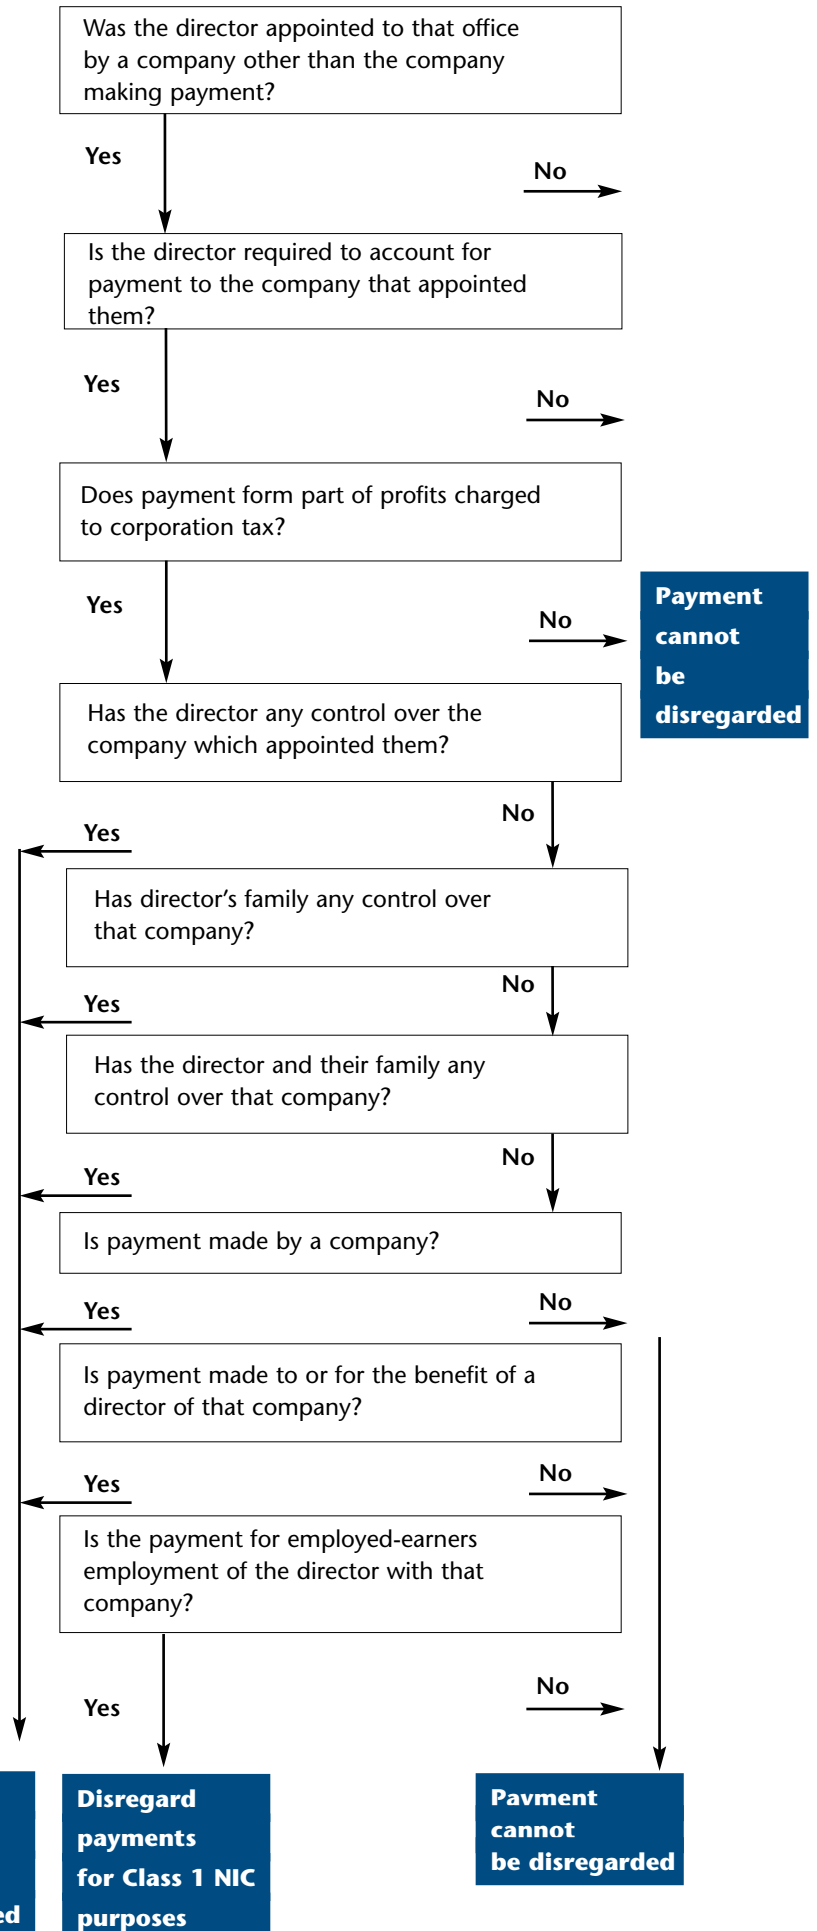 Was the director appointed to that office
by a company other than the company
making payment?
Yes
No
Is the director required to account for
payment to the company that appointed
them?
Yes
No
Does payment form part of profits charged
to corporation tax?
Yes
No
Payment
cannot
be
disregarded
Has the director any control over the
company which appointed them?
No
Yes
Has director’s family any control over
that company?
No
Yes
Has the director and their family any
control over that company?
No
Yes
Is payment made by a company?
No
Yes
Is payment made to or for the benefit of a
director of that company?
No
Yes
Is the payment for employed-earners
employment of the director with that
company?
No
Yes
ed
Disregard
payments
for Class 1 NIC
purposes
Payment
cannot
be disregarded